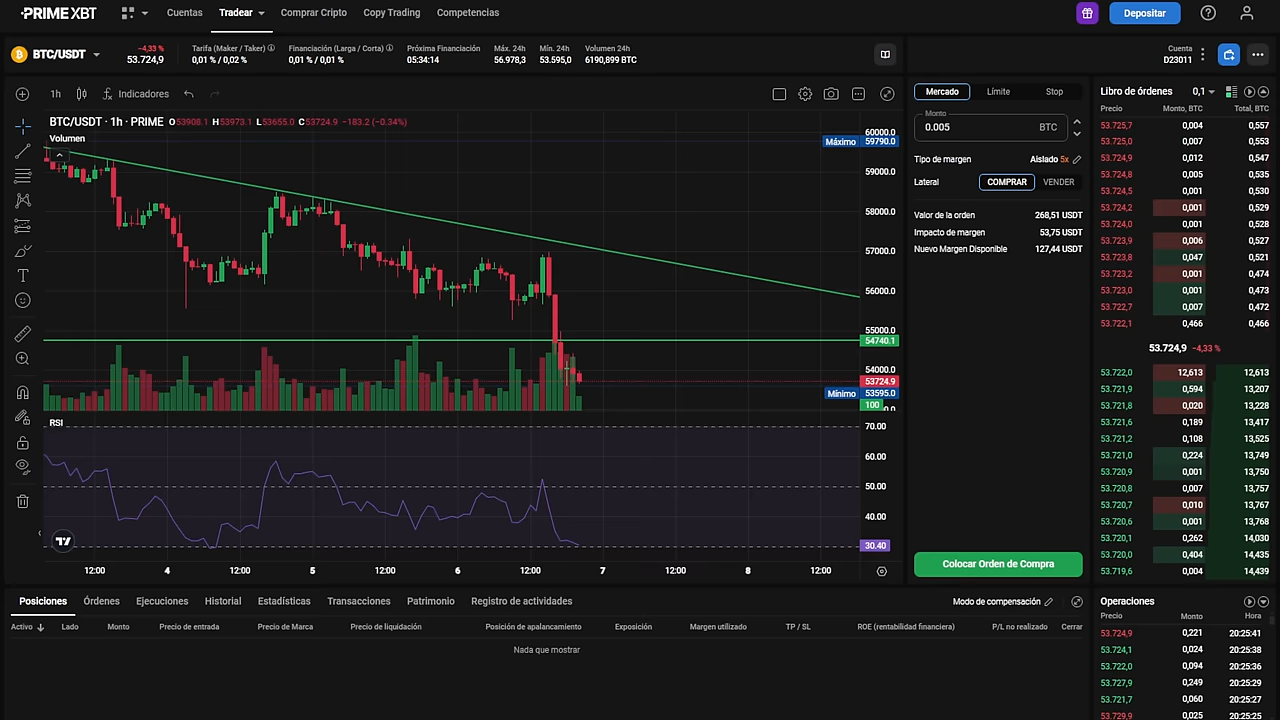 PRIME XBT
Cuentas
Tradear
Comprar Cripto
Copy Trading
Competencias
Depositar
BTC/USDT
-4,33 %
53.724,9
Tarifa (Maker / Taker)
0,01 % / 0,02 %
Financiación (Larga / Corta)
0,01 % / 0,01 %
Próxima Financiación
05:34:14
Máx. 24h
56.978,3
Mín. 24h
53.595,0
Volumen 24h
6190,899 BTC
Cuenta
D23011
1h
Indicadores
BTC/USDT · 1h · PRIME O53908.1 H53973.1 L53655.0 C53724.9 −183.2 (−0.34%)
Volumen
60000.0
Máximo 59790.0
59000.0
58000.0
57000.0
56000.0
55000.0
54740.1
54000.0
53724.9
Mínimo 53595.0
100
RSI
70.00
60.00
50.00
40.00
30.40
12:00 4 12:00 5 12:00 6 12:00 7 12:00 8 12:00
Mercado
Límite
Stop
Monto
0.005 BTC
Tipo de margen Aislado 5x
Lateral COMPRAR VENDER
Valor de la orden 268,51 USDT
Impacto de margen 53,75 USDT
Nuevo Margen Disponible 127,44 USDT
Colocar Orden de Compra
Libro de órdenes 0,1
Precio Monto, BTC Total, BTC
53.725,7 0,004 0,557
53.725,0 0,007 0,553
53.724,9 0,012 0,547
53.724,8 0,005 0,535
53.724,5 0,001 0,530
53.724,2 0,001 0,529
53.724,0 0,001 0,528
53.723,9 0,006 0,527
53.723,8 0,047 0,521
53.723,2 0,001 0,474
53.723,0 0,001 0,473
53.722,7 0,007 0,472
53.722,1 0,466 0,466
53.724,9 -4,33 %
53.722,0 12,613 12,613
53.721,9 0,594 13,207
53.721,8 0,020 13,228
53.721,6 0,189 13,417
53.721,2 0,108 13,525
53.721,0 0,224 13,749
53.720,9 0,001 13,750
53.720,8 0,007 13,757
53.720,7 0,010 13,767
53.720,6 0,001 13,768
53.720,1 0,262 14,030
53.720,0 0,404 14,435
53.719,6 0,004 14,439
Posiciones
Órdenes
Ejecuciones
Historial
Estadísticas
Transacciones
Patrimonio
Registro de actividades
Modo de compensación
Activo
Lado
Monto
Precio de entrada
Precio de Marca
Precio de liquidación
Posición de apalancamiento
Exposición
Margen utilizado
TP / SL
ROE (rentabilidad financiera)
P/L no realizado
Cerrar
Nada que mostrar
Operaciones
Precio Monto Hora
53.724,9 0,221 20:25:41
53.724,1 0,024 20:25:38
53.722,0 0,094 20:25:36
53.727,9 0,249 20:25:29
53.721,7 0,060 20:25:27
53.729,9 0,025 20:25:25